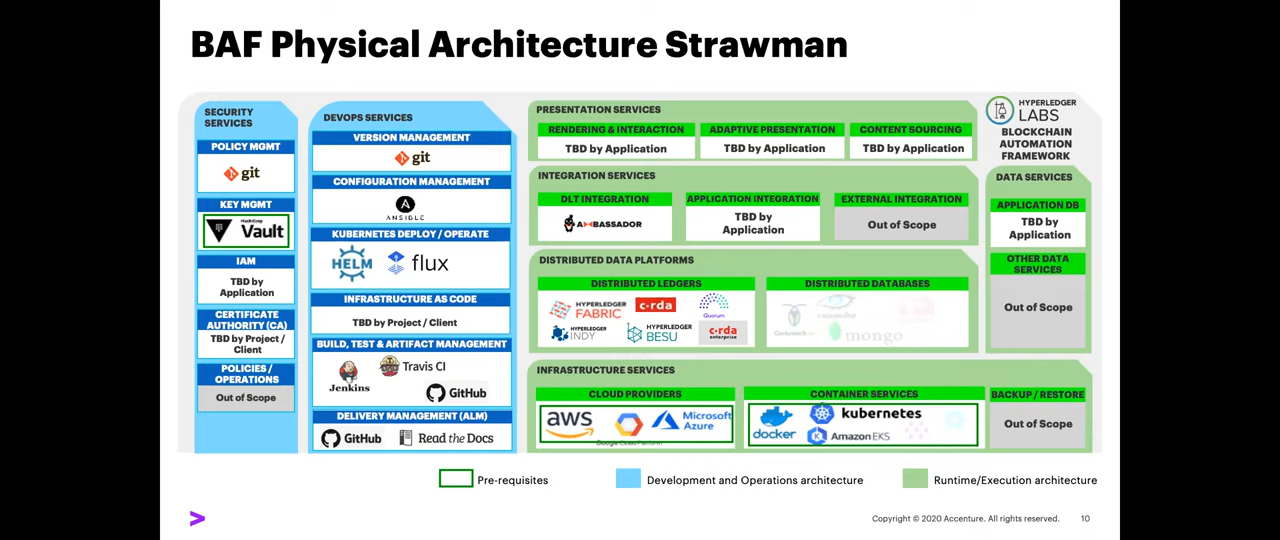 BAF Physical Architecture Strawman
SECURITY
SERVICES
POLICY MGMT
git
KEY MGMT
HashiCorp
Vault
IAM
TBD by
Application
CERTIFICATE
AUTHORITY (CA)
TBD by Project /
Client
POLICIES /
OPERATIONS
Out of Scope
DEVOPS SERVICES
VERSION MANAGEMENT
git
CONFIGURATION MANAGEMENT
ANSIBLE
KUBERNETES DEPLOY / OPERATE
HELM
flux
INFRASTRUCTURE AS CODE
TBD by Project / Client
BUILD, TEST & ARTIFACT MANAGEMENT
Jenkins
Travis CI
GitHub
DELIVERY MANAGEMENT (ALM)
GitHub
Read the Docs
PRESENTATION SERVICES
RENDERING & INTERACTION
TBD by Application
ADAPTIVE PRESENTATION
TBD by Application
CONTENT SOURCING
TBD by Application
INTEGRATION SERVICES
DLT INTEGRATION
AMBASSADOR
APPLICATION INTEGRATION
TBD by
Application
EXTERNAL INTEGRATION
Out of Scope
DISTRIBUTED DATA PLATFORMS
DISTRIBUTED LEDGERS
HYPERLEDGER
FABRIC
c·rda
Quorum
HYPERLEDGER
INDY
HYPERLEDGER
BESU
c·rda
enterprise
DISTRIBUTED DATABASES
mongo
INFRASTRUCTURE SERVICES
CLOUD PROVIDERS
aws
Google Cloud Platform
Microsoft
Azure
CONTAINER SERVICES
docker
kubernetes
Amazon EKS
BACKUP / RESTORE
Out of Scope
HYPERLEDGER
LABS
BLOCKCHAIN
AUTOMATION
FRAMEWORK
DATA SERVICES
APPLICATION DB
TBD by
Application
OTHER DATA
SERVICES
Out of Scope
Pre-requisites
Development and Operations architecture
Runtime/Execution architecture
Copyright © 2020 Accenture. All rights reserved.
10